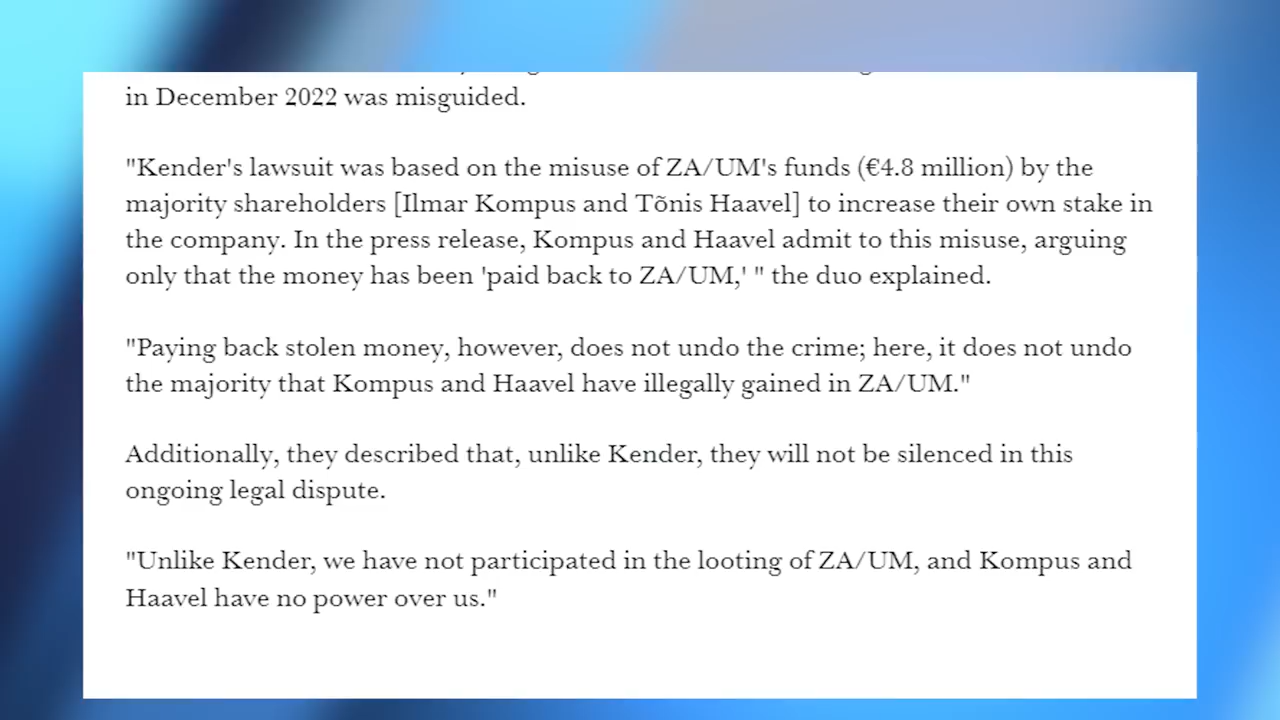 in December 2022 was misguided.
"Kender's lawsuit was based on the misuse of ZA/UM's funds (€4.8 million) by the
majority shareholders [Ilmar Kompus and Tõnis Haavel] to increase their own stake in
the company. In the press release, Kompus and Haavel admit to this misuse, arguing
only that the money has been 'paid back to ZA/UM,' " the duo explained.
"Paying back stolen money, however, does not undo the crime; here, it does not undo
the majority that Kompus and Haavel have illegally gained in ZA/UM."
Additionally, they described that, unlike Kender, they will not be silenced in this
ongoing legal dispute.
"Unlike Kender, we have not participated in the looting of ZA/UM, and Kompus and
Haavel have no power over us."